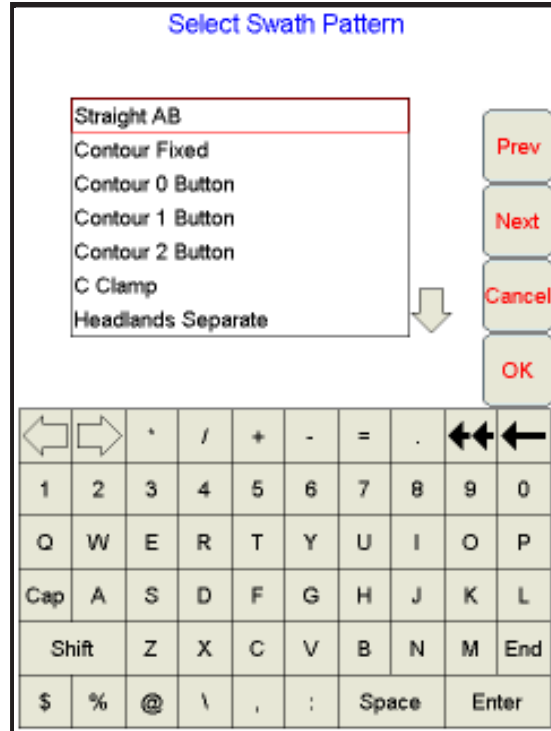 Select Swath Pattern
Straight AB
Contour Fixed
Contour 0 Button
Contour 1 Button
Contour 2 Button
C Clamp
Headlands Separate
Prev
Next
Cancel
OK
* / + - = .
1 2 3 4 5 6 7 8 9 0
Q W E R T Y U I O P
Cap A S D F G H J K L
Shift Z X C V B N M End
$ % @ \ , : Space Enter